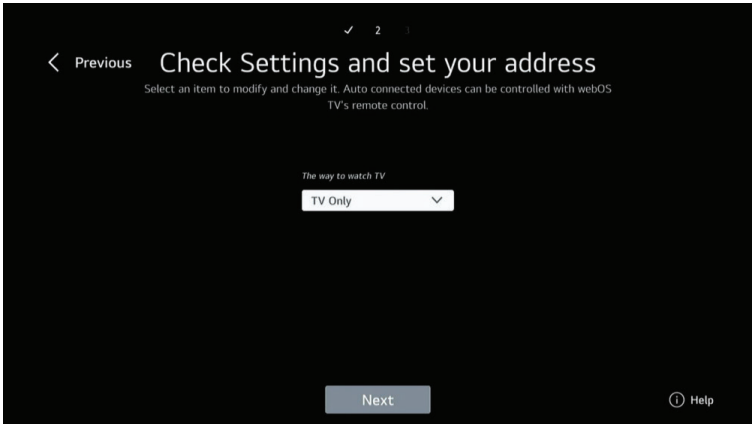 ✓ 2 3
Previous
Check Settings and set your address
Select an item to modify and change it. Auto connected devices can be controlled with webOS
TV's remote control.
The way to watch TV
TV Only
Next
Help